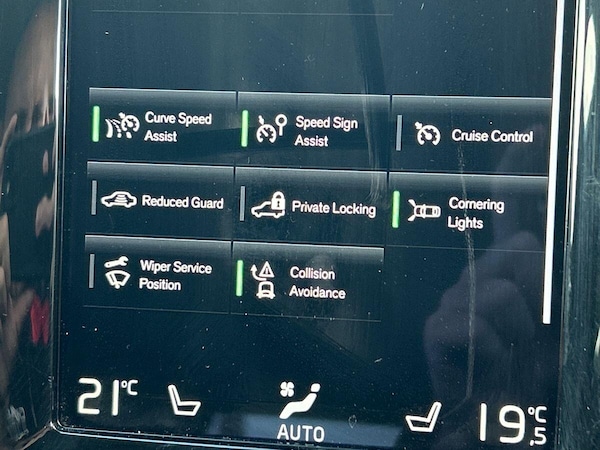 Curve Speed
Assist
Speed Sign
Assist
Cruise Control
Reduced Guard
Private Locking
Cornering
Lights
Wiper Service
Position
Collision
Avoidance
21°C
AUTO
19,5°C